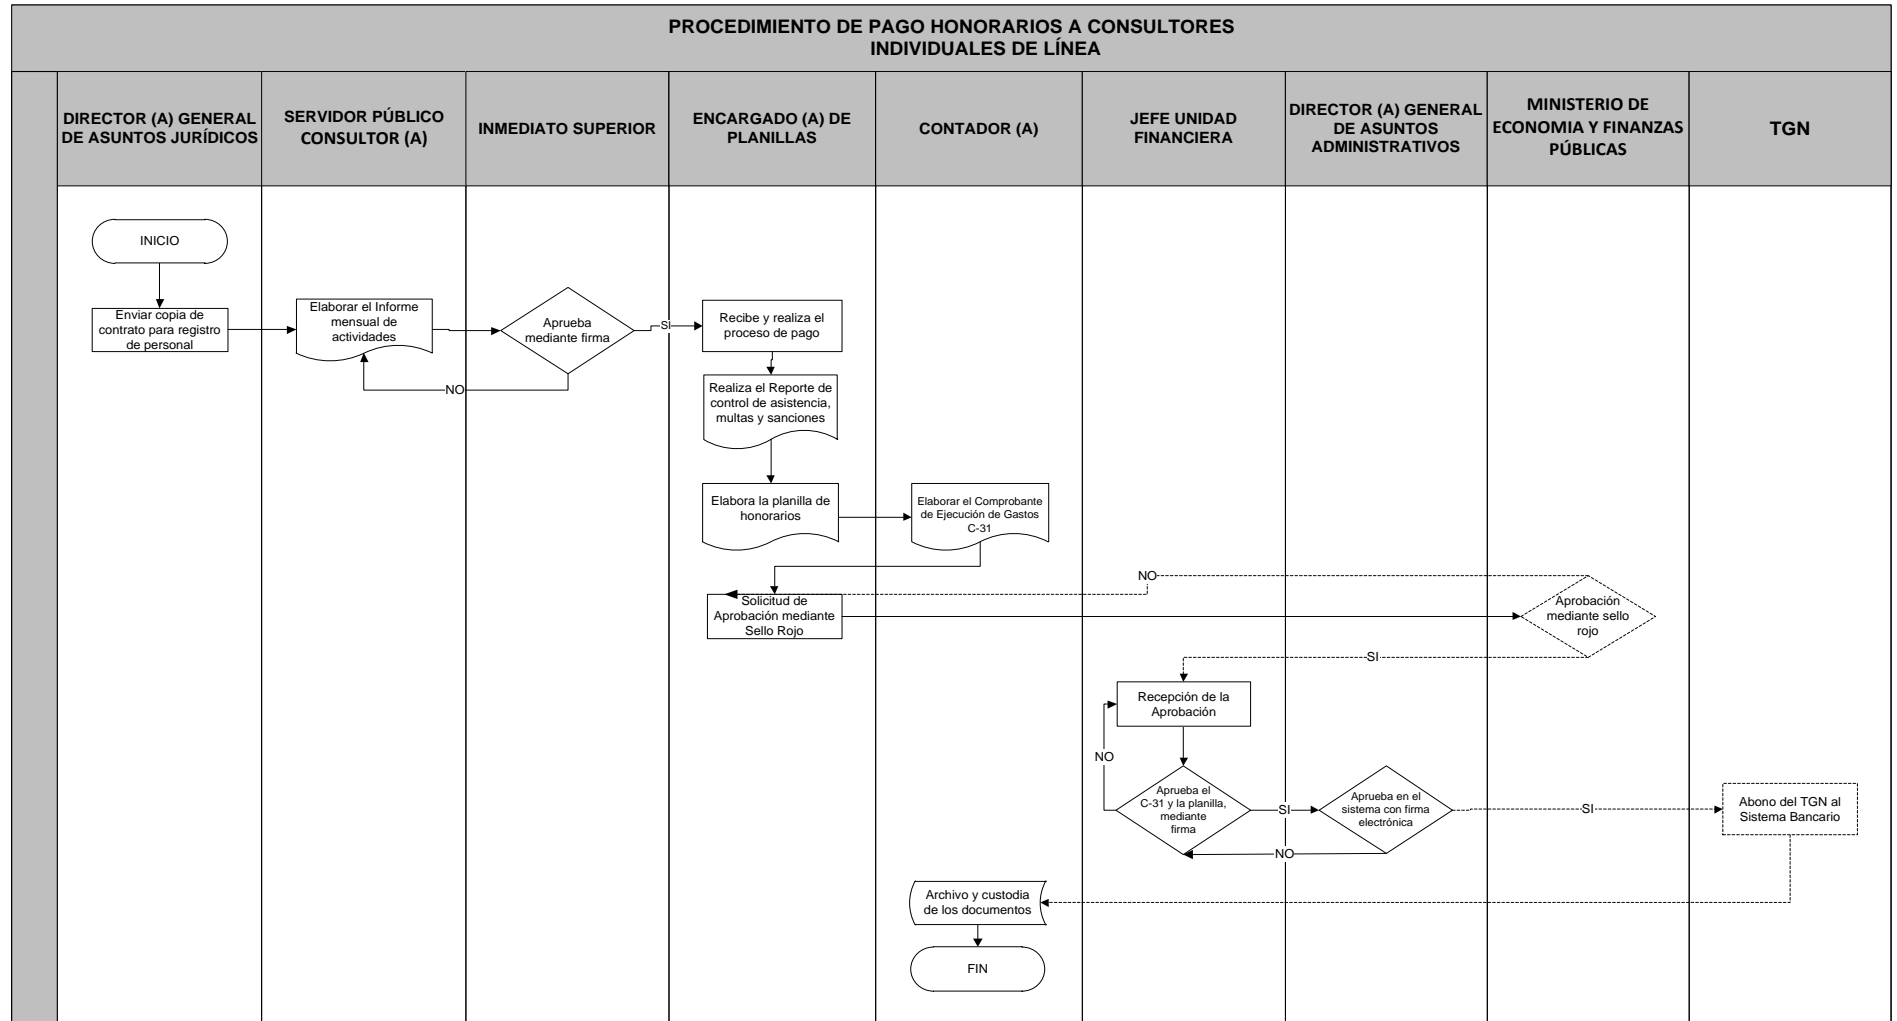 PROCEDIMIENTO DE PAGO HONORARIOS A CONSULTORES
INDIVIDUALES DE LÍNEA
DIRECTOR (A) GENERAL
DE ASUNTOS JURÍDICOS
SERVIDOR PÚBLICO
CONSULTOR (A)
INMEDIATO SUPERIOR
ENCARGADO (A) DE
PLANILLAS
CONTADOR (A)
JEFE UNIDAD
FINANCIERA
DIRECTOR (A) GENERAL
DE ASUNTOS
ADMINISTRATIVOS
MINISTERIO DE
ECONOMIA Y FINANZAS
PÚBLICAS
TGN
INICIO
Enviar copia de
contrato para registro
de personal
Elaborar el Informe
mensual de
actividades
Aprueba
mediante firma
SI
NO
Recibe y realiza el
proceso de pago
Realiza el Reporte de
control de asistencia,
multas y sanciones
Elabora la planilla de
honorarios
Elaborar el Comprobante
de Ejecución de Gastos
C-31
NO
Solicitud de
Aprobación mediante
Sello Rojo
Aprobación
mediante sello
rojo
SI
Recepción de la
Aprobación
NO
Aprueba el
C-31 y la planilla,
mediante
firma
SI
Aprueba en el
sistema con firma
electrónica
NO
SI
Abono del TGN al
Sistema Bancario
Archivo y custodia
de los documentos
FIN